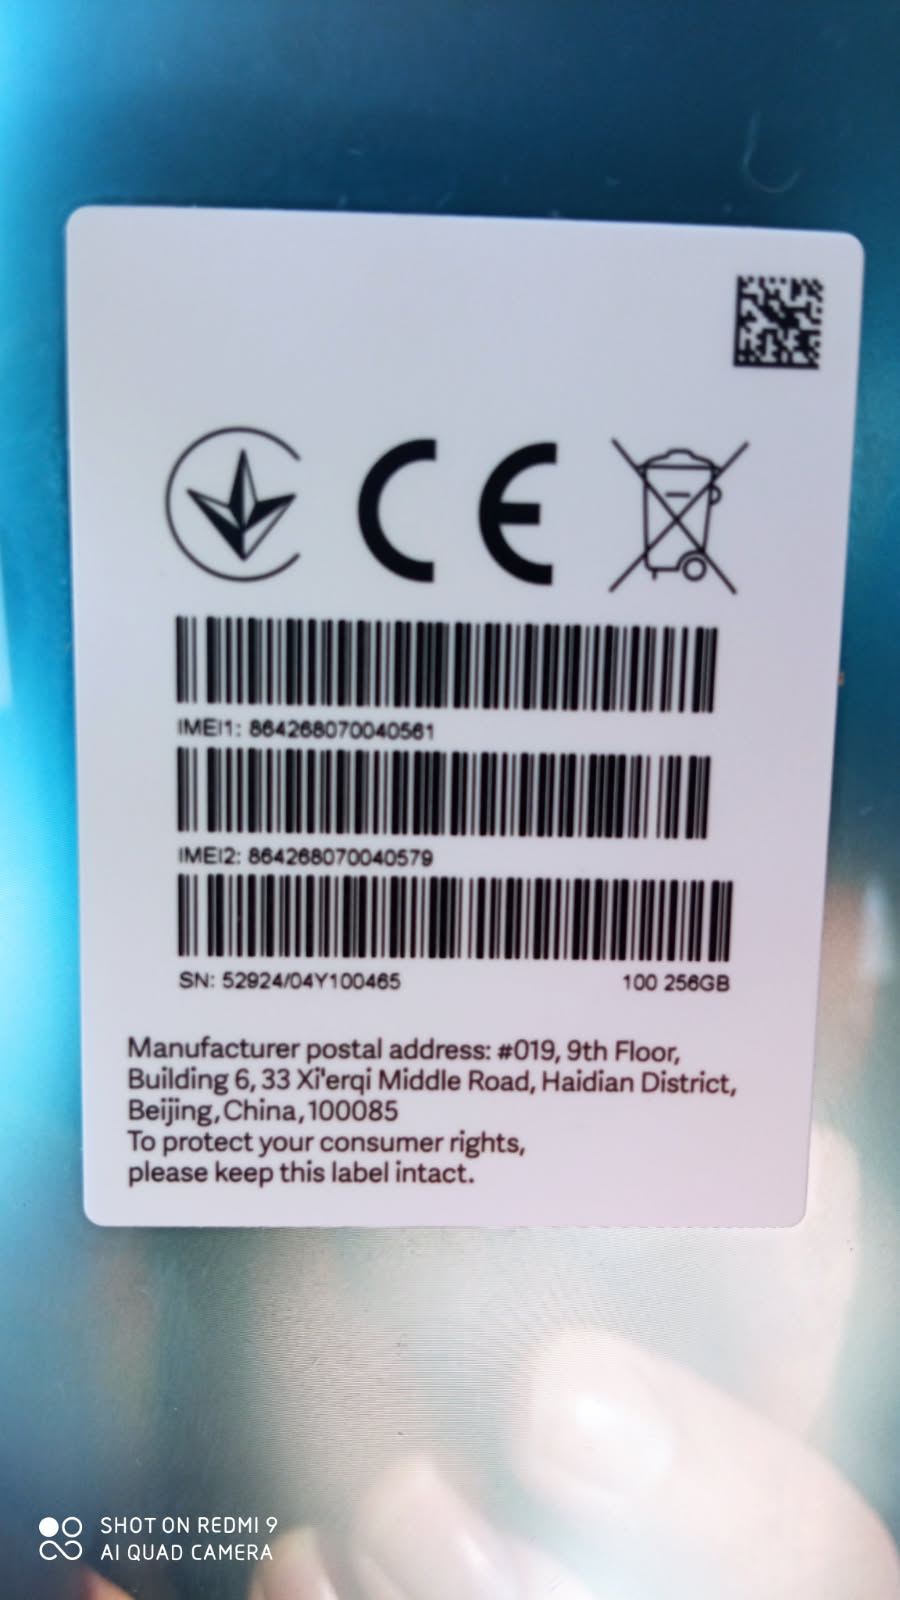 CE
IMEI1: 864268070040561
IMEI2: 864268070040579
SN: 52924/04Y100465 100 256GB
Manufacturer postal address: #019, 9th Floor,
Building 6, 33 Xi'erqi Middle Road, Haidian District,
Beijing, China, 100085
To protect your consumer rights,
please keep this label intact.
SHOT ON REDMI 9
AI QUAD CAMERA